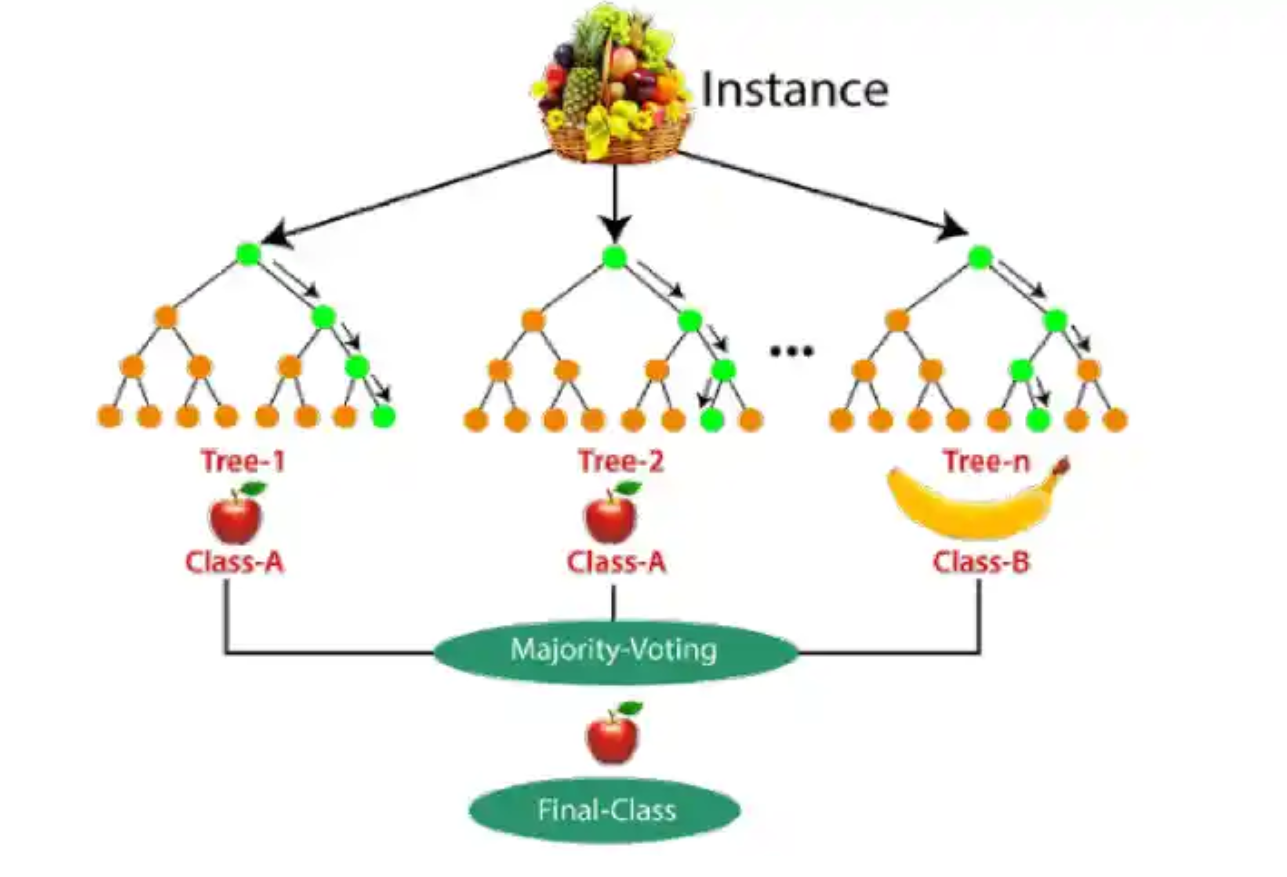 Instance
...
Tree-1
Tree-2
Tree-n
Class-A
Class-A
Class-B
Majority-Voting
Final-Class